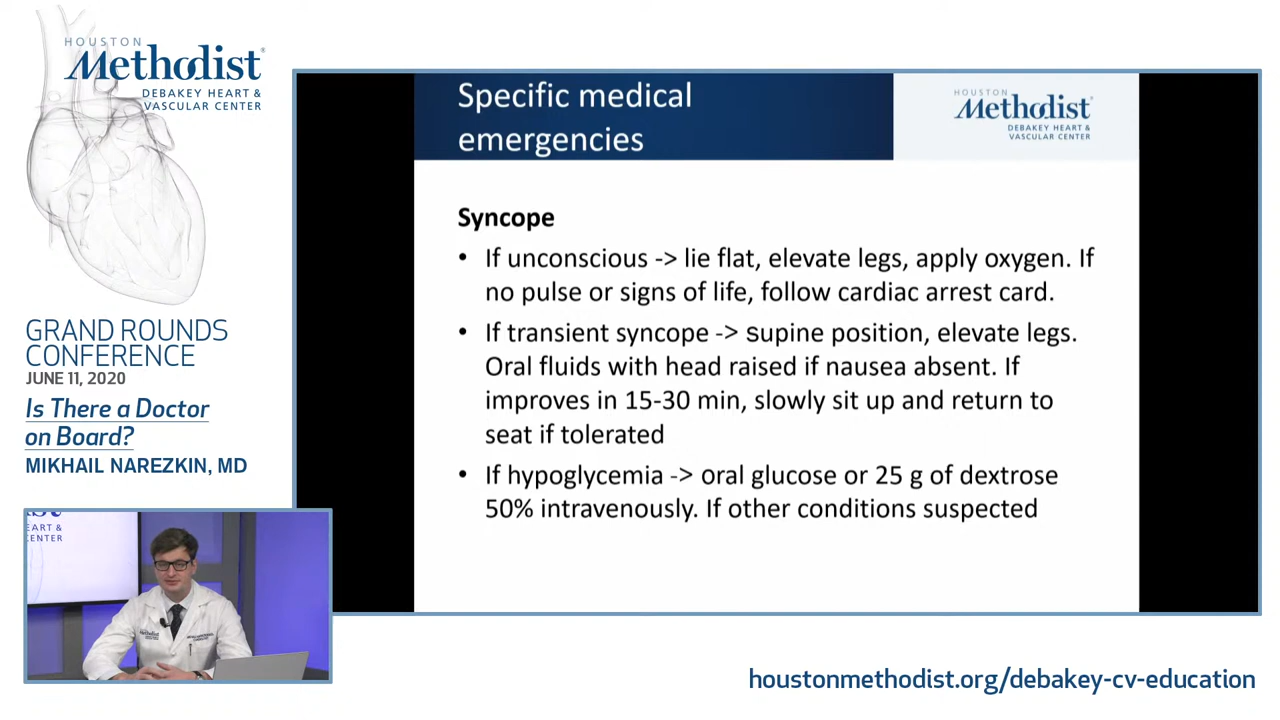 HOUSTON
Methodist®
DEBAKEY HEART &
VASCULAR CENTER
GRAND ROUNDS
CONFERENCE
JUNE 11, 2020
Is There a Doctor
on Board?
MIKHAIL NAREZKIN, MD
Specific medical
emergencies
HOUSTON
Methodist®
DEBAKEY HEART &
VASCULAR CENTER
Syncope
• If unconscious -> lie flat, elevate legs, apply oxygen. If
no pulse or signs of life, follow cardiac arrest card.
• If transient syncope -> supine position, elevate legs.
Oral fluids with head raised if nausea absent. If
improves in 15-30 min, slowly sit up and return to
seat if tolerated
• If hypoglycemia -> oral glucose or 25 g of dextrose
50% intravenously. If other conditions suspected
EART &
CENTER
Methodist
houstonmethodist.org/debakey-cv-education